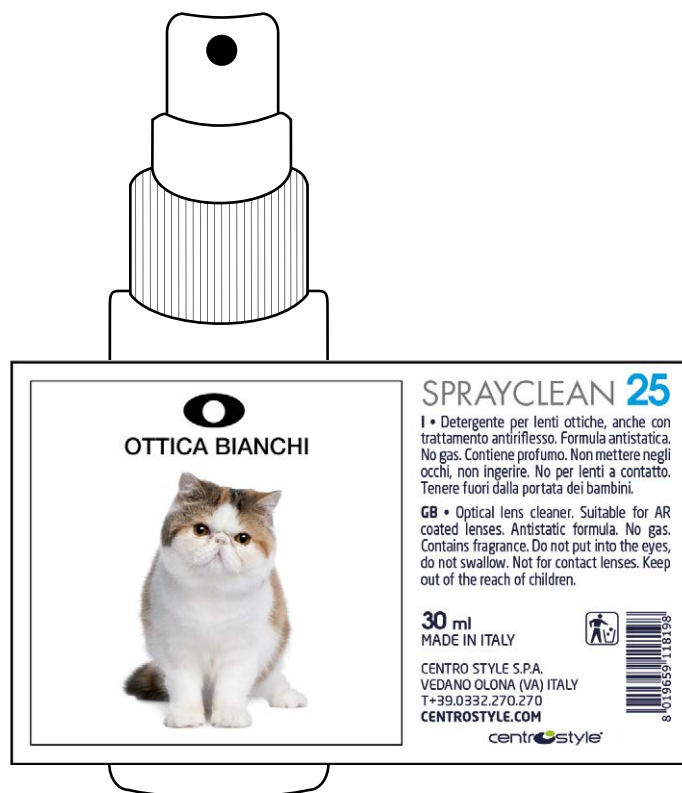 OTTICA BIANCHI
SPRAYCLEAN 25
I • Detergente per lenti ottiche, anche con
trattamento antiriflesso. Formula antistatica.
No gas. Contiene profumo. Non mettere negli
occhi, non ingerire. No per lenti a contatto.
Tenere fuori dalla portata dei bambini.
GB • Optical lens cleaner. Suitable for AR
coated lenses. Antistatic formula. No gas.
Contains fragrance. Do not put into the eyes,
do not swallow. Not for contact lenses. Keep
out of the reach of children.
30 ml
MADE IN ITALY
CENTRO STYLE S.P.A.
VEDANO OLONA (VA) ITALY
T+39.0332.270.270
CENTROSTYLE.COM
centrostyle®
8 019659 118198